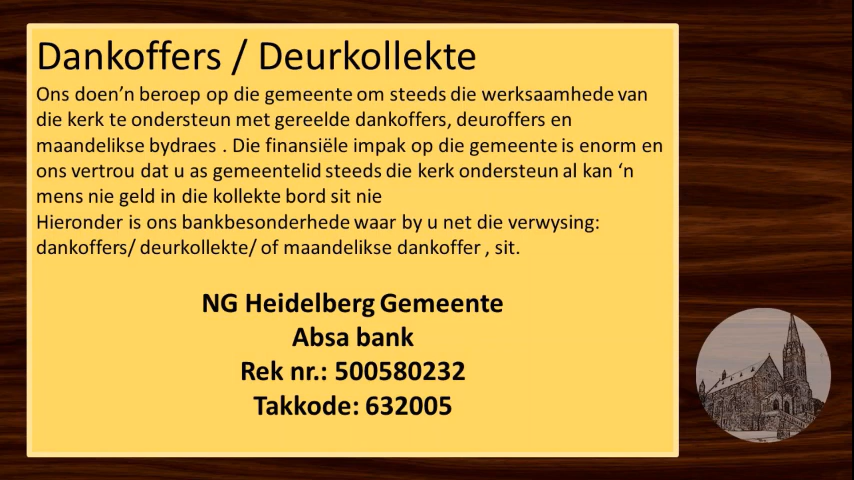 Dankoffers / Deurkollekte
Ons doen’n beroep op die gemeente om steeds die werksaamhede van
die kerk te ondersteun met gereelde dankoffers, deuroffers en
maandelikse bydraes . Die finansiële impak op die gemeente is enorm en
ons vertrou dat u as gemeentelid steeds die kerk ondersteun al kan ‘n
mens nie geld in die kollekte bord sit nie
Hieronder is ons bankbesonderhede waar by u net die verwysing:
dankoffers/ deurkollekte/ of maandelikse dankoffer , sit.
NG Heidelberg Gemeente
Absa bank
Rek nr.: 500580232
Takkode: 632005